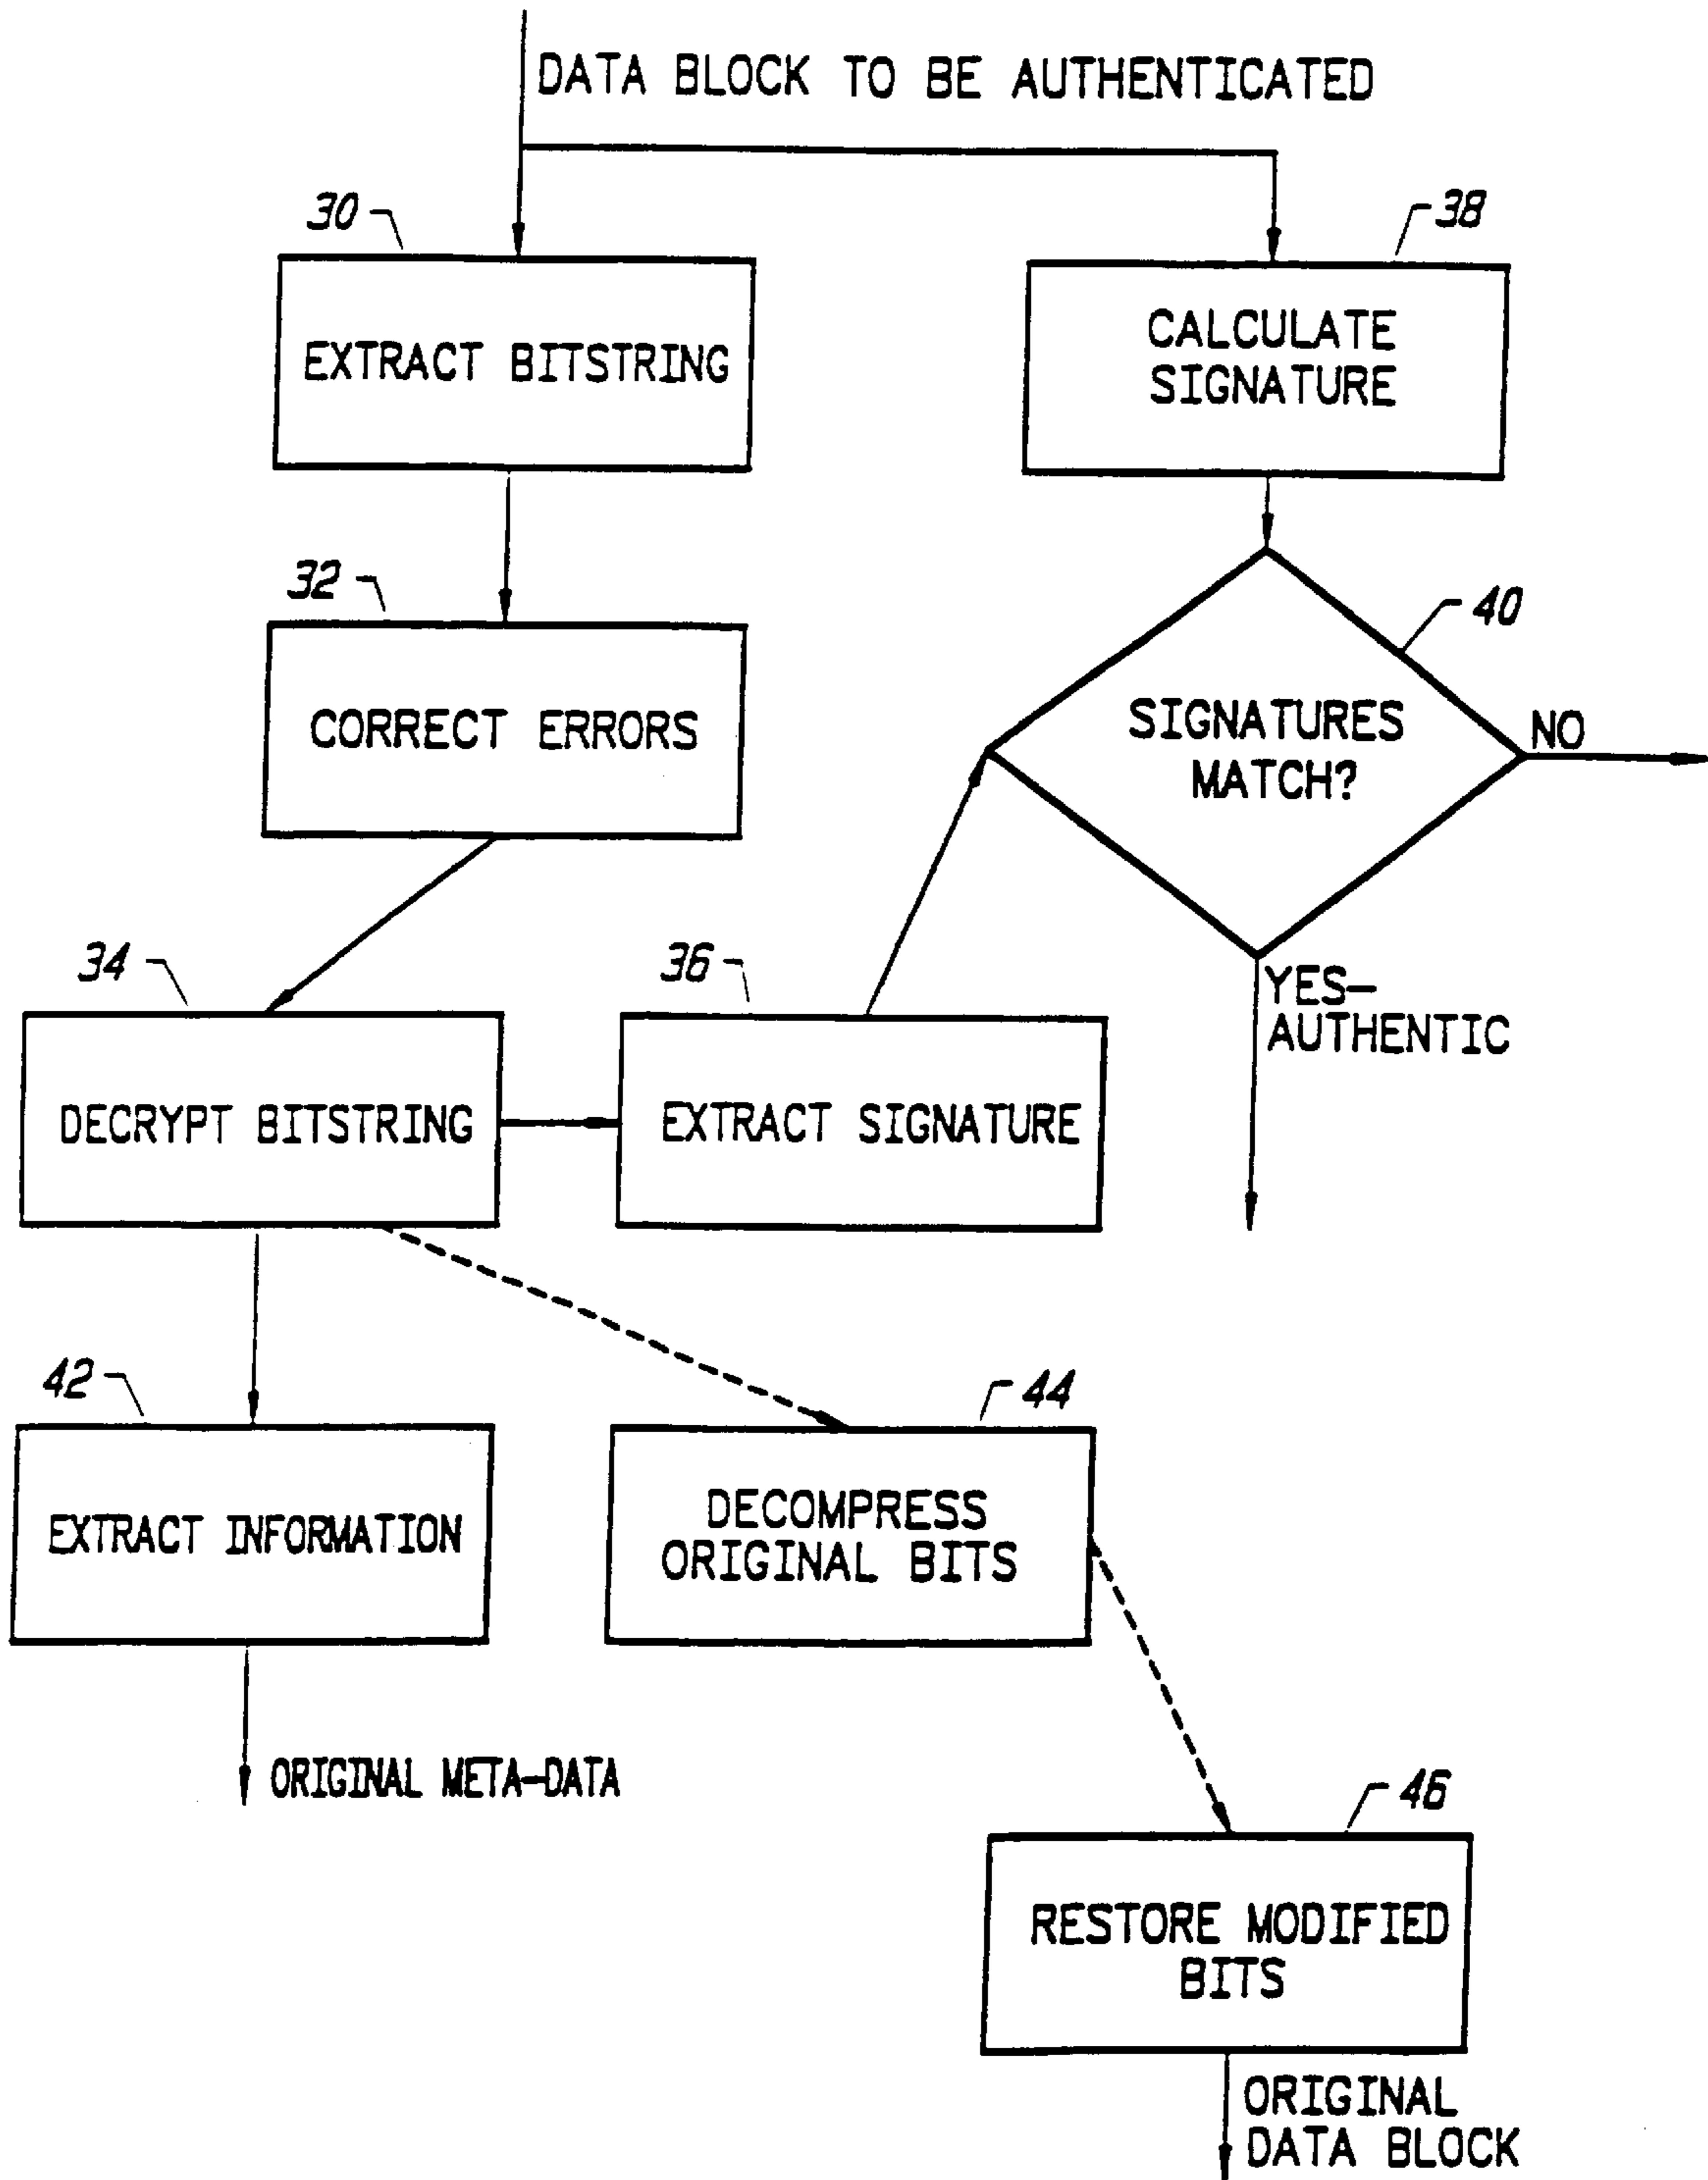 DATA BLOCK TO BE AUTHENTICATED
30
38
EXTRACT BITSTRING
CALCULATE
SIGNATURE
32
40
CORRECT ERRORS
SIGNATURES
MATCH?
NO
34
36
YES-
AUTHENTIC
DECRYPT BITSTRING
EXTRACT SIGNATURE
42
44
EXTRACT INFORMATION
DECOMPRESS
ORIGINAL BITS
ORIGINAL META-DATA
46
RESTORE MODIFIED
BITS
ORIGINAL
DATA BLOCK